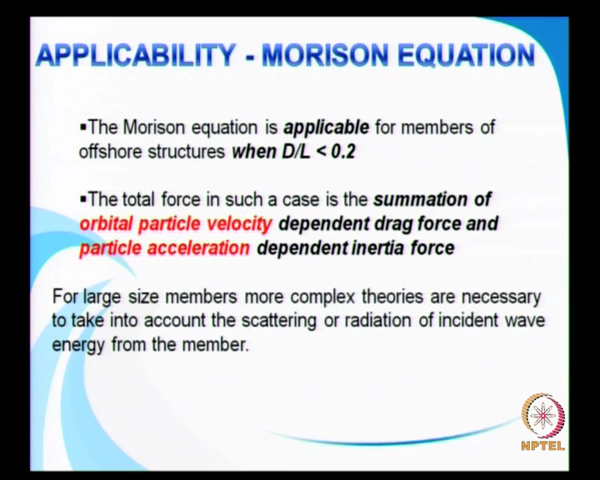 APPLICABILITY - MORISON EQUATION
▪The Morison equation is applicable for members of
offshore structures when D/L < 0.2
▪The total force in such a case is the summation of
orbital particle velocity dependent drag force and
particle acceleration dependent inertia force
For large size members more complex theories are necessary
to take into account the scattering or radiation of incident wave
energy from the member.
NPTEL